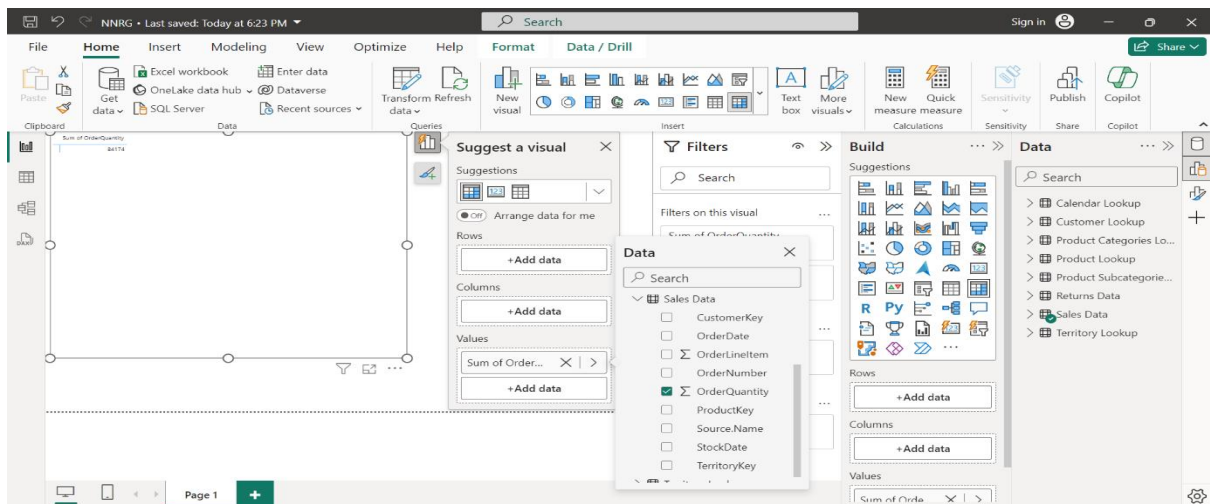 NNRG • Last saved: Today at 6:23 PM
Search
Sign in
File Home Insert Modeling View Optimize Help Format Data / Drill
Share
Paste
Get data
Excel workbook
OneLake data hub
SQL Server
Enter data
Dataverse
Recent sources
Transform data
Refresh
New visual
Text box
More visuals
New measure
Quick measure
Sensitivity
Publish
Copilot
Clipboard
Data
Queries
Insert
Calculations
Sensitivity
Share
Copilot
Sum of OrderQuantity
84174
Suggest a visual
Suggestions
123
Off Arrange data for me
Rows
+Add data
Columns
+Add data
Values
Sum of Order...
+Add data
Filters
Search
Filters on this visual
Sum of OrderQuantity
Data
Search
Sales Data
CustomerKey
OrderDate
Σ OrderLineItem
OrderNumber
Σ OrderQuantity
ProductKey
Source.Name
StockDate
TerritoryKey
Build
Suggestions
123
R Py
Rows
+Add data
Columns
+Add data
Values
Sum of Orde...
Data
Search
Calendar Lookup
Customer Lookup
Product Categories Lo...
Product Lookup
Product Subcategorie...
Returns Data
Sales Data
Territory Lookup
DAX
Page 1